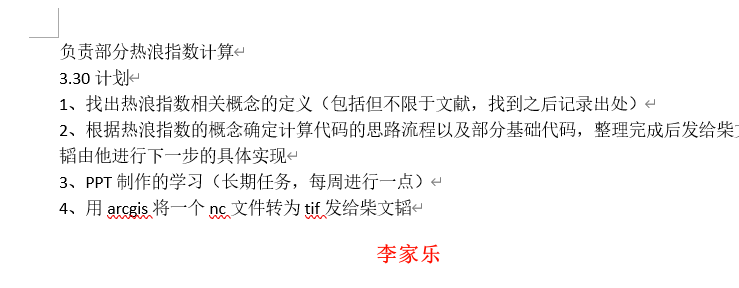 负责部分热浪指数计算
3.30 计划
1、找出热浪指数相关概念的定义（包括但不限于文献，找到之后记录出处）
2、根据热浪指数的概念确定计算代码的思路流程以及部分基础代码，整理完成后发给柴文
韬由他进行下一步的具体实现
3、PPT 制作的学习（长期任务，每周进行一点）
4、用 arcgis 将一个 nc 文件转为 tif 发给柴文韬
李家乐